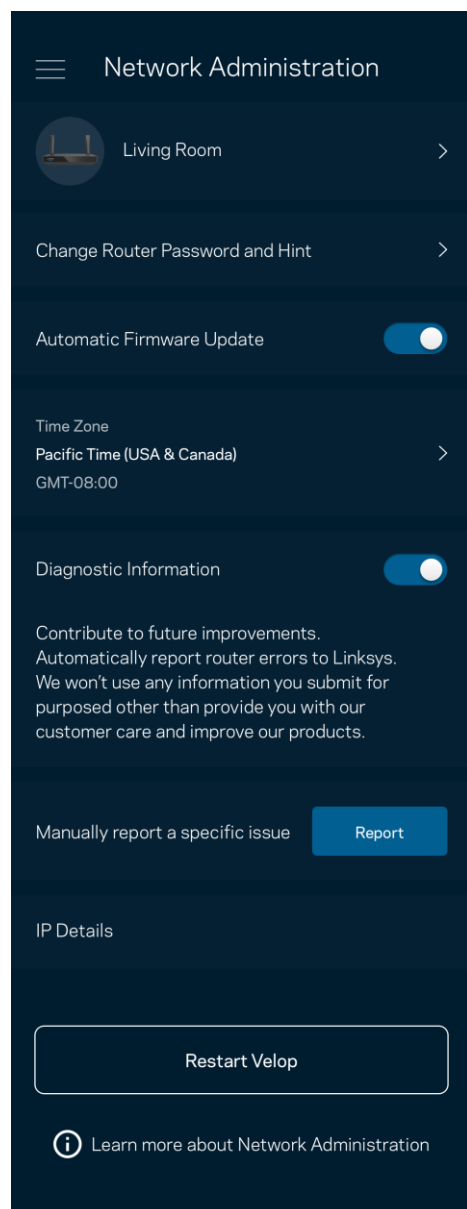 Network Administration
Living Room
Change Router Password and Hint
Automatic Firmware Update
Time Zone
Pacific Time (USA & Canada)
GMT-08:00
Diagnostic Information
Contribute to future improvements.
Automatically report router errors to Linksys.
We won't use any information you submit for
purposed other than provide you with our
customer care and improve our products.
Manually report a specific issue
Report
IP Details
Restart Velop
Learn more about Network Administration